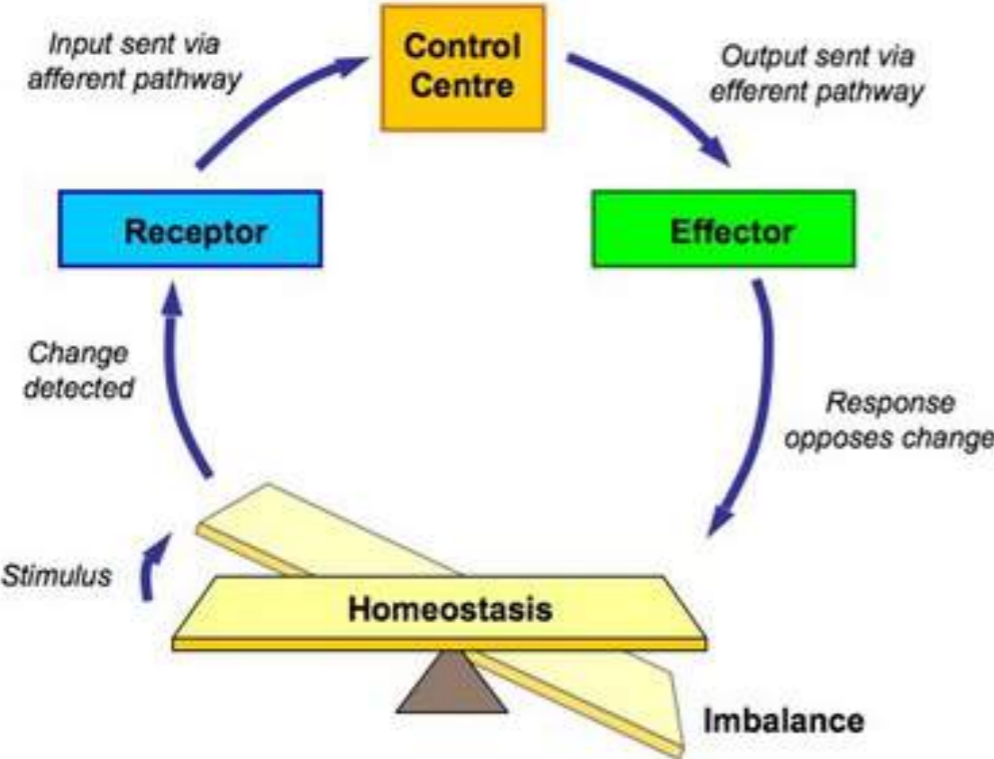 Input sent via
afferent pathway
Control
Centre
Output sent via
efferent pathway
Receptor
Effector
Change
detected
Response
opposes change
Stimulus
Homeostasis
Imbalance